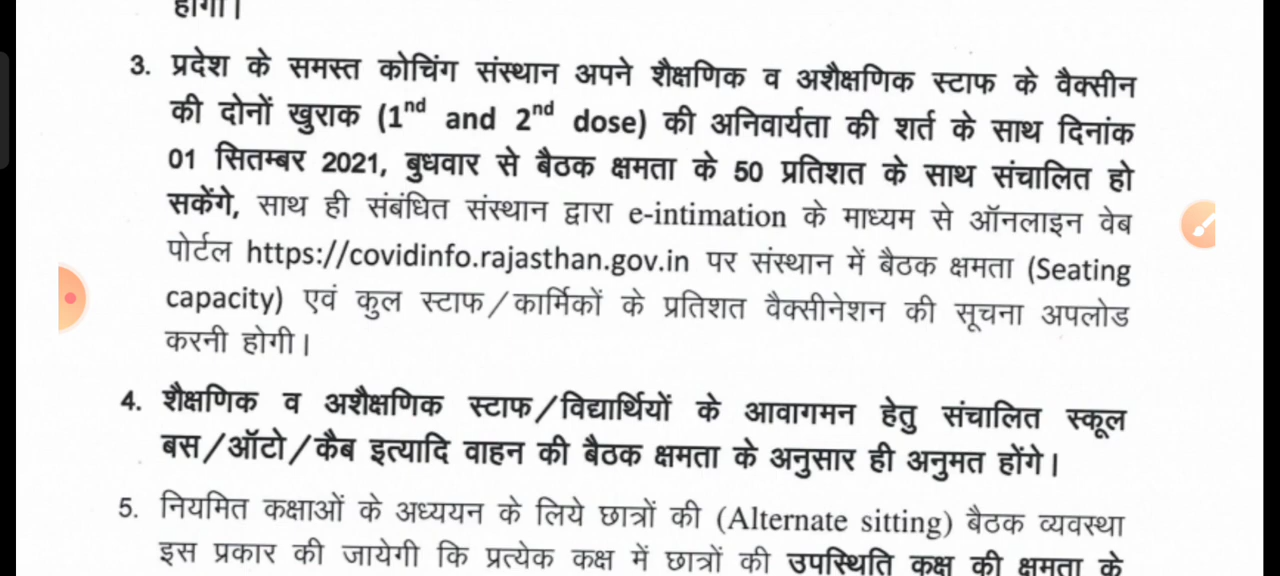 होगी।
3. प्रदेश के समस्त कोचिंग संस्थान अपने शैक्षणिक व अशैक्षणिक स्टाफ के वैक्सीन
की दोनों खुराक (1nd and 2nd dose) की अनिवार्यता की शर्त के साथ दिनांक
01 सितम्बर 2021, बुधवार से बैठक क्षमता के 50 प्रतिशत के साथ संचालित हो
सकेंगे, साथ ही संबंधित संस्थान द्वारा e-intimation के माध्यम से ऑनलाइन वेब
पोर्टल https://covidinfo.rajasthan.gov.in पर संस्थान में बैठक क्षमता (Seating
capacity) एवं कुल स्टाफ/कार्मिकों के प्रतिशत वैक्सीनेशन की सूचना अपलोड
करनी होगी।
4. शैक्षणिक व अशैक्षणिक स्टाफ/विद्यार्थियों के आवागमन हेतु संचालित स्कूल
बस/ऑटो/कैब इत्यादि वाहन की बैठक क्षमता के अनुसार ही अनुमत होंगे।
5. नियमित कक्षाओं के अध्ययन के लिये छात्रों की (Alternate sitting) बैठक व्यवस्था
इस प्रकार की जायेगी कि प्रत्येक कक्ष में छात्रों की उपस्थिति कक्ष की क्षमता के